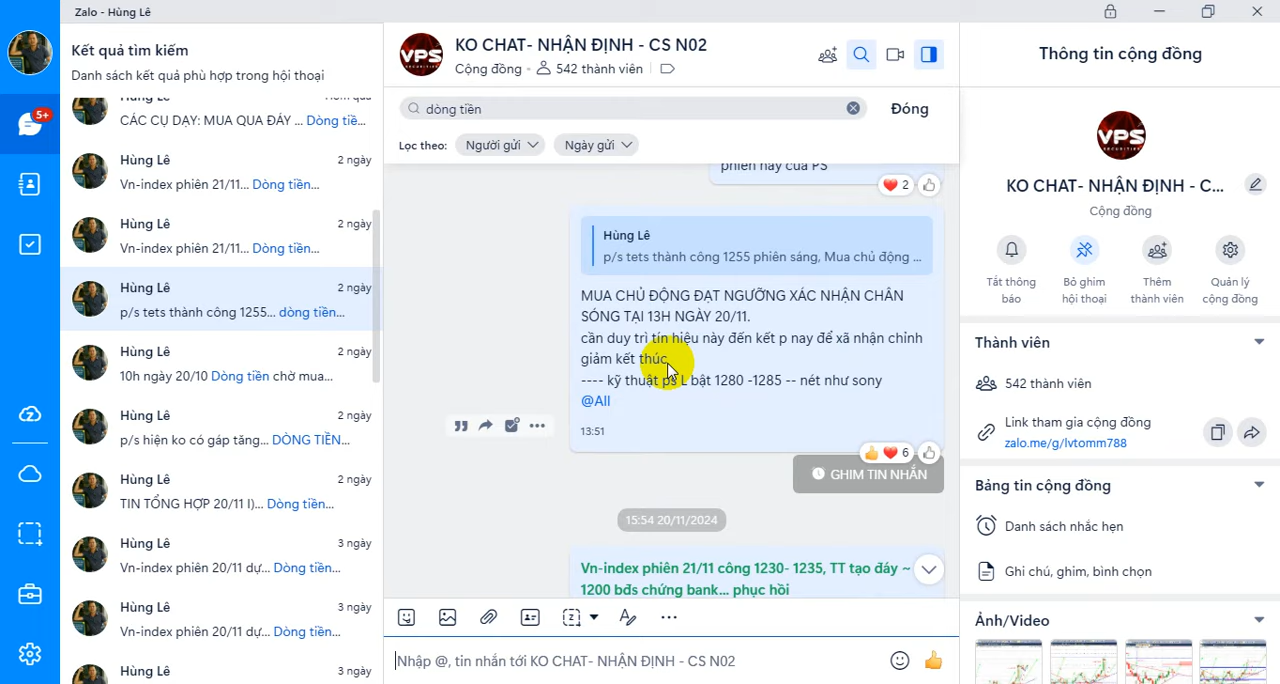 Zalo - Hùng Lê
5+
Kết quả tìm kiếm
Danh sách kết quả phù hợp trong hội thoại
CÁC CỤ DẠY: MUA QUA ĐÁY ... Dòng tiề...
Hùng Lê
2 ngày
Vn-index phiên 21/11... Dòng tiền...
Hùng Lê
2 ngày
Vn-index phiên 21/11... Dòng tiền...
Hùng Lê
2 ngày
p/s tets thành công 1255... dòng tiền...
Hùng Lê
2 ngày
10h ngày 20/10 Dòng tiền chờ mua...
Hùng Lê
2 ngày
p/s hiện ko có gáp tăng... DÒNG TIỀN...
Hùng Lê
2 ngày
TIN TỔNG HỢP 20/11 I)... Dòng tiền...
Hùng Lê
3 ngày
Vn-index phiên 20/11 dự... Dòng tiền...
Hùng Lê
3 ngày
Vn-index phiên 20/11 dự... Dòng tiền...
Hùng Lê
3 ngày
VPS
SECURITIES
KO CHAT- NHẬN ĐỊNH - CS N02
Cộng đồng - 542 thành viên
dòng tiền
Đóng
Lọc theo:
Người gửi
Ngày gửi
phiên nay của PS
2
Hùng Lê
p/s tets thành công 1255 phiên sáng, Mua chủ động ...
MUA CHỦ ĐỘNG ĐẠT NGƯỠNG XÁC NHẬN CHÂN
SÓNG TẠI 13H NGÀY 20/11.
cần duy trì tín hiệu này đến kết p nay để xã nhận chỉnh
giảm kết thúc
---- kỹ thuật ps L bật 1280 -1285 -- nét như sony
@All
13:51
6
GHIM TIN NHẮN
15:54 20/11/2024
Vn-index phiên 21/11 công 1230- 1235, TT tạo đáy ~
1200 bđs chứng bank... phục hồi
Nhập @, tin nhắn tới KO CHAT- NHẬN ĐỊNH - CS N02
Thông tin cộng đồng
VPS
SECURITIES
KO CHAT- NHẬN ĐỊNH - C...
Cộng đồng
Tắt thông
báo
Bỏ ghim
hội thoại
Thêm
thành viên
Quản lý
cộng đồng
Thành viên
542 thành viên
Link tham gia cộng đồng
zalo.me/g/lvtomm788
Bảng tin cộng đồng
Danh sách nhắc hẹn
Ghi chú, ghim, bình chọn
Ảnh/Video